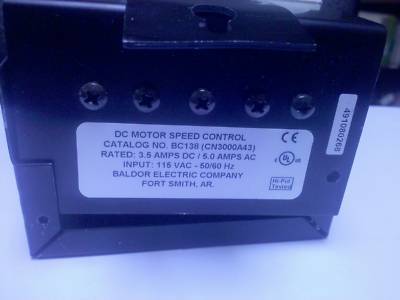 DC MOTOR SPEED CONTROL
CATALOG NO. BC138 (CN3000A43)
RATED: 3.5 AMPS DC / 5.0 AMPS AC
INPUT: 115 VAC - 50/60 Hz
BALDOR ELECTRIC COMPANY
FORT SMITH, AR.
CE
UL
Hi-Pot
Tested
491080268